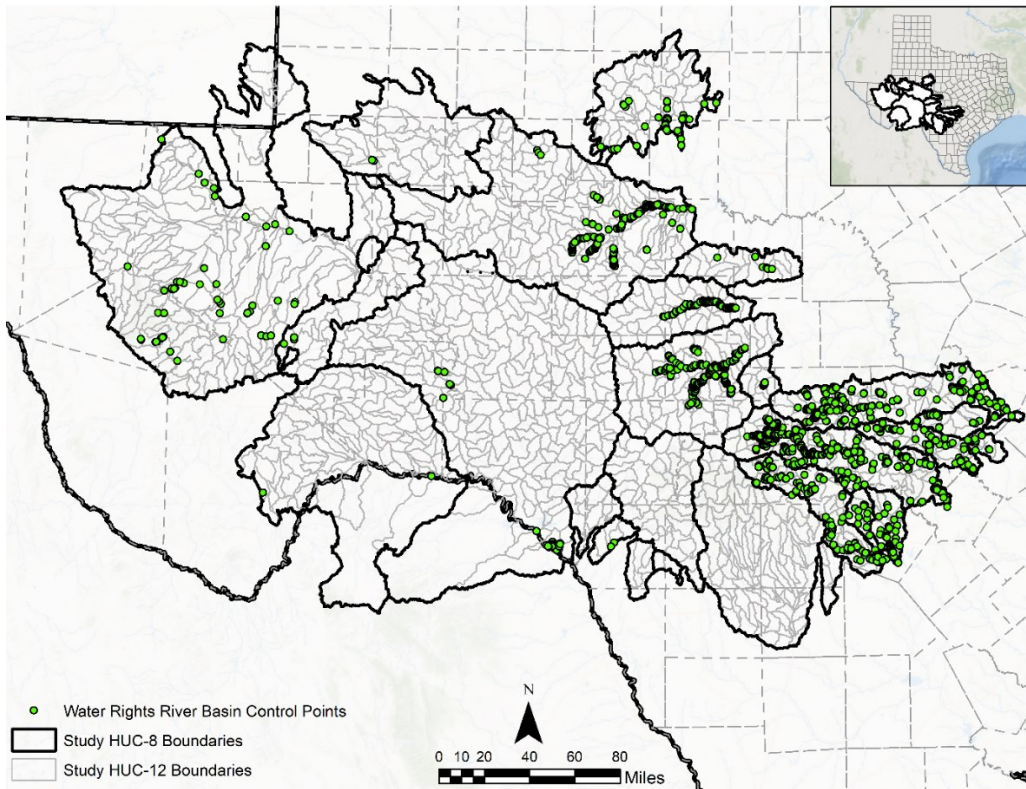 N
Water Rights River Basin Control Points
Study HUC-8 Boundaries
Study HUC-12 Boundaries
0 10 20 40 60 80
Miles